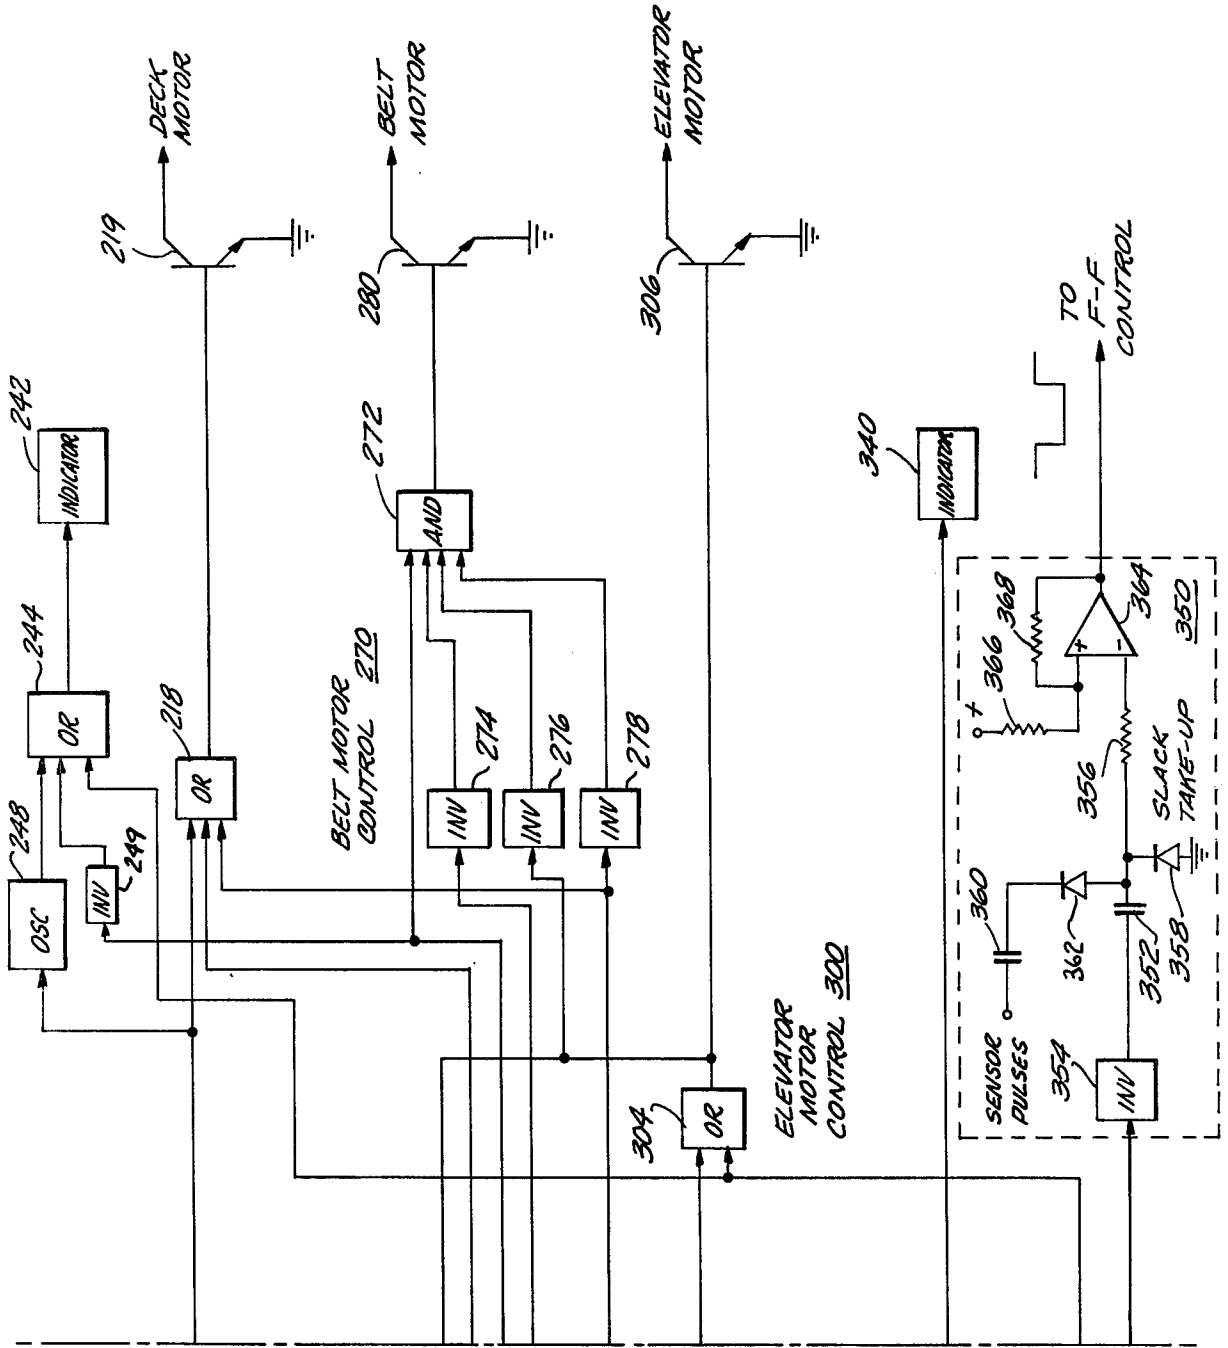 242
INDICATOR
244
OR
248
OSC
INV
249
218
OR
219
DECK
MOTOR
BELT MOTOR
CONTROL 270
272
AND
280
BELT
MOTOR
INV
274
INV
276
INV
278
306
ELEVATOR
MOTOR
304
OR
ELEVATOR
MOTOR
CONTROL 300
340
INDICATOR
SENSOR
PULSES
360
362
354
INV
352
358
SLACK
TAKE-UP
356
+
366
368
+
-
364
350
TO
F-F
CONTROL